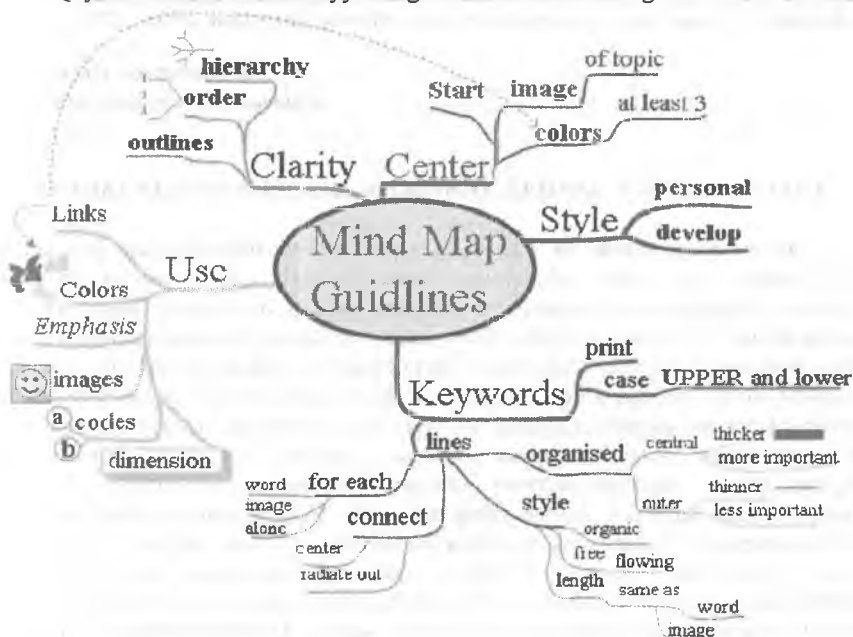 Mind Map
Guidlines
Center
Start
image
of topic
colors
at least 3
Style
personal
develop
Keywords
print
case
UPPER and lower
lines
organised
central
thicker
more important
outer
thinner
less important
style
organic
free
flowing
length
same as
word
image
connect
center
radiate out
for each
word
image
alone
Use
Links
Colors
Emphasis
images
a codes
b
dimension
Clarity
hierarchy
order
outlines